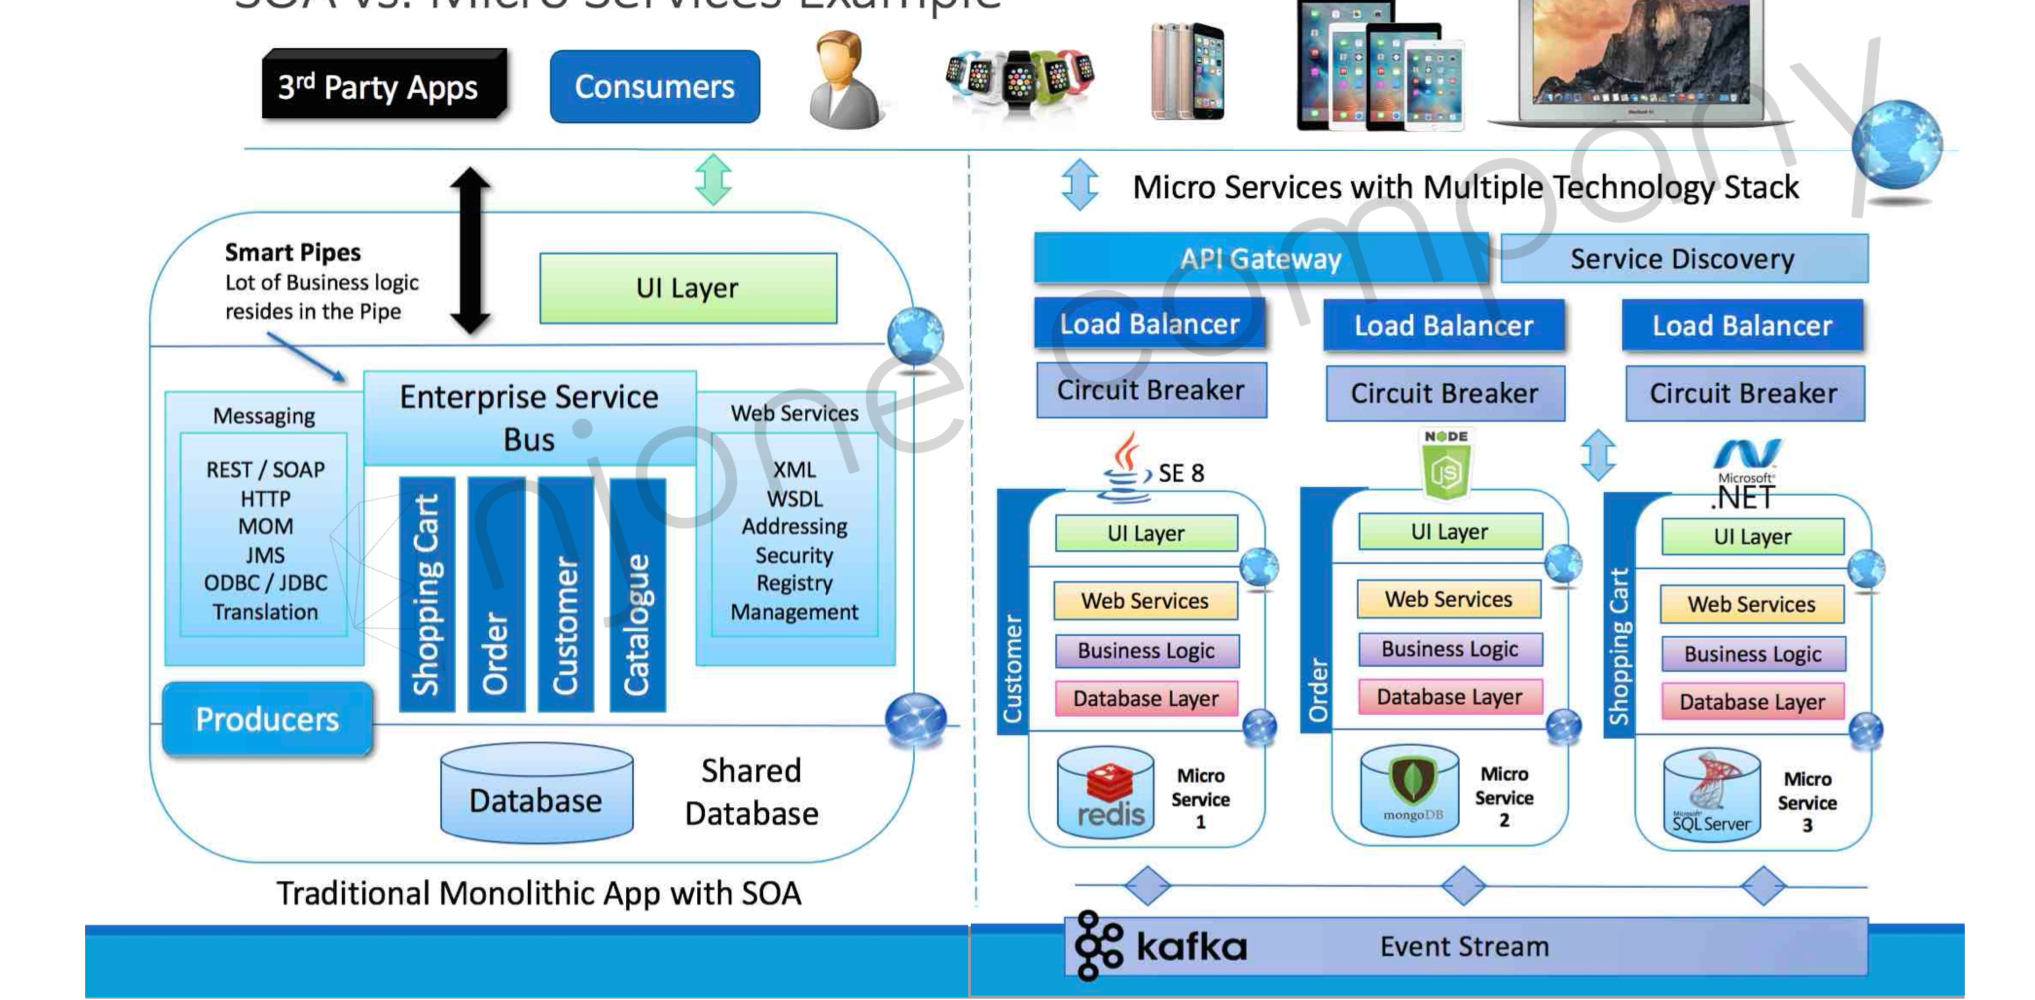 SOA vs. Micro Services Example
3rd Party Apps
Consumers
Micro Services with Multiple Technology Stack
Smart Pipes
Lot of Business logic
resides in the Pipe
UI Layer
Enterprise Service
Bus
Messaging
REST / SOAP
HTTP
MOM
JMS
ODBC / JDBC
Translation
Shopping Cart
Order
Customer
Catalogue
Web Services
XML
WSDL
Addressing
Security
Registry
Management
Producers
Database
Shared
Database
Traditional Monolithic App with SOA
API Gateway
Service Discovery
Load Balancer
Load Balancer
Load Balancer
Circuit Breaker
Circuit Breaker
Circuit Breaker
SE 8
Customer
UI Layer
Web Services
Business Logic
Database Layer
redis
Micro
Service
1
NODE
JS
Order
UI Layer
Web Services
Business Logic
Database Layer
mongoDB
Micro
Service
2
Microsoft
.NET
Shopping Cart
UI Layer
Web Services
Business Logic
Database Layer
Microsoft
SQL Server
Micro
Service
3
kafka
Event Stream
njone company